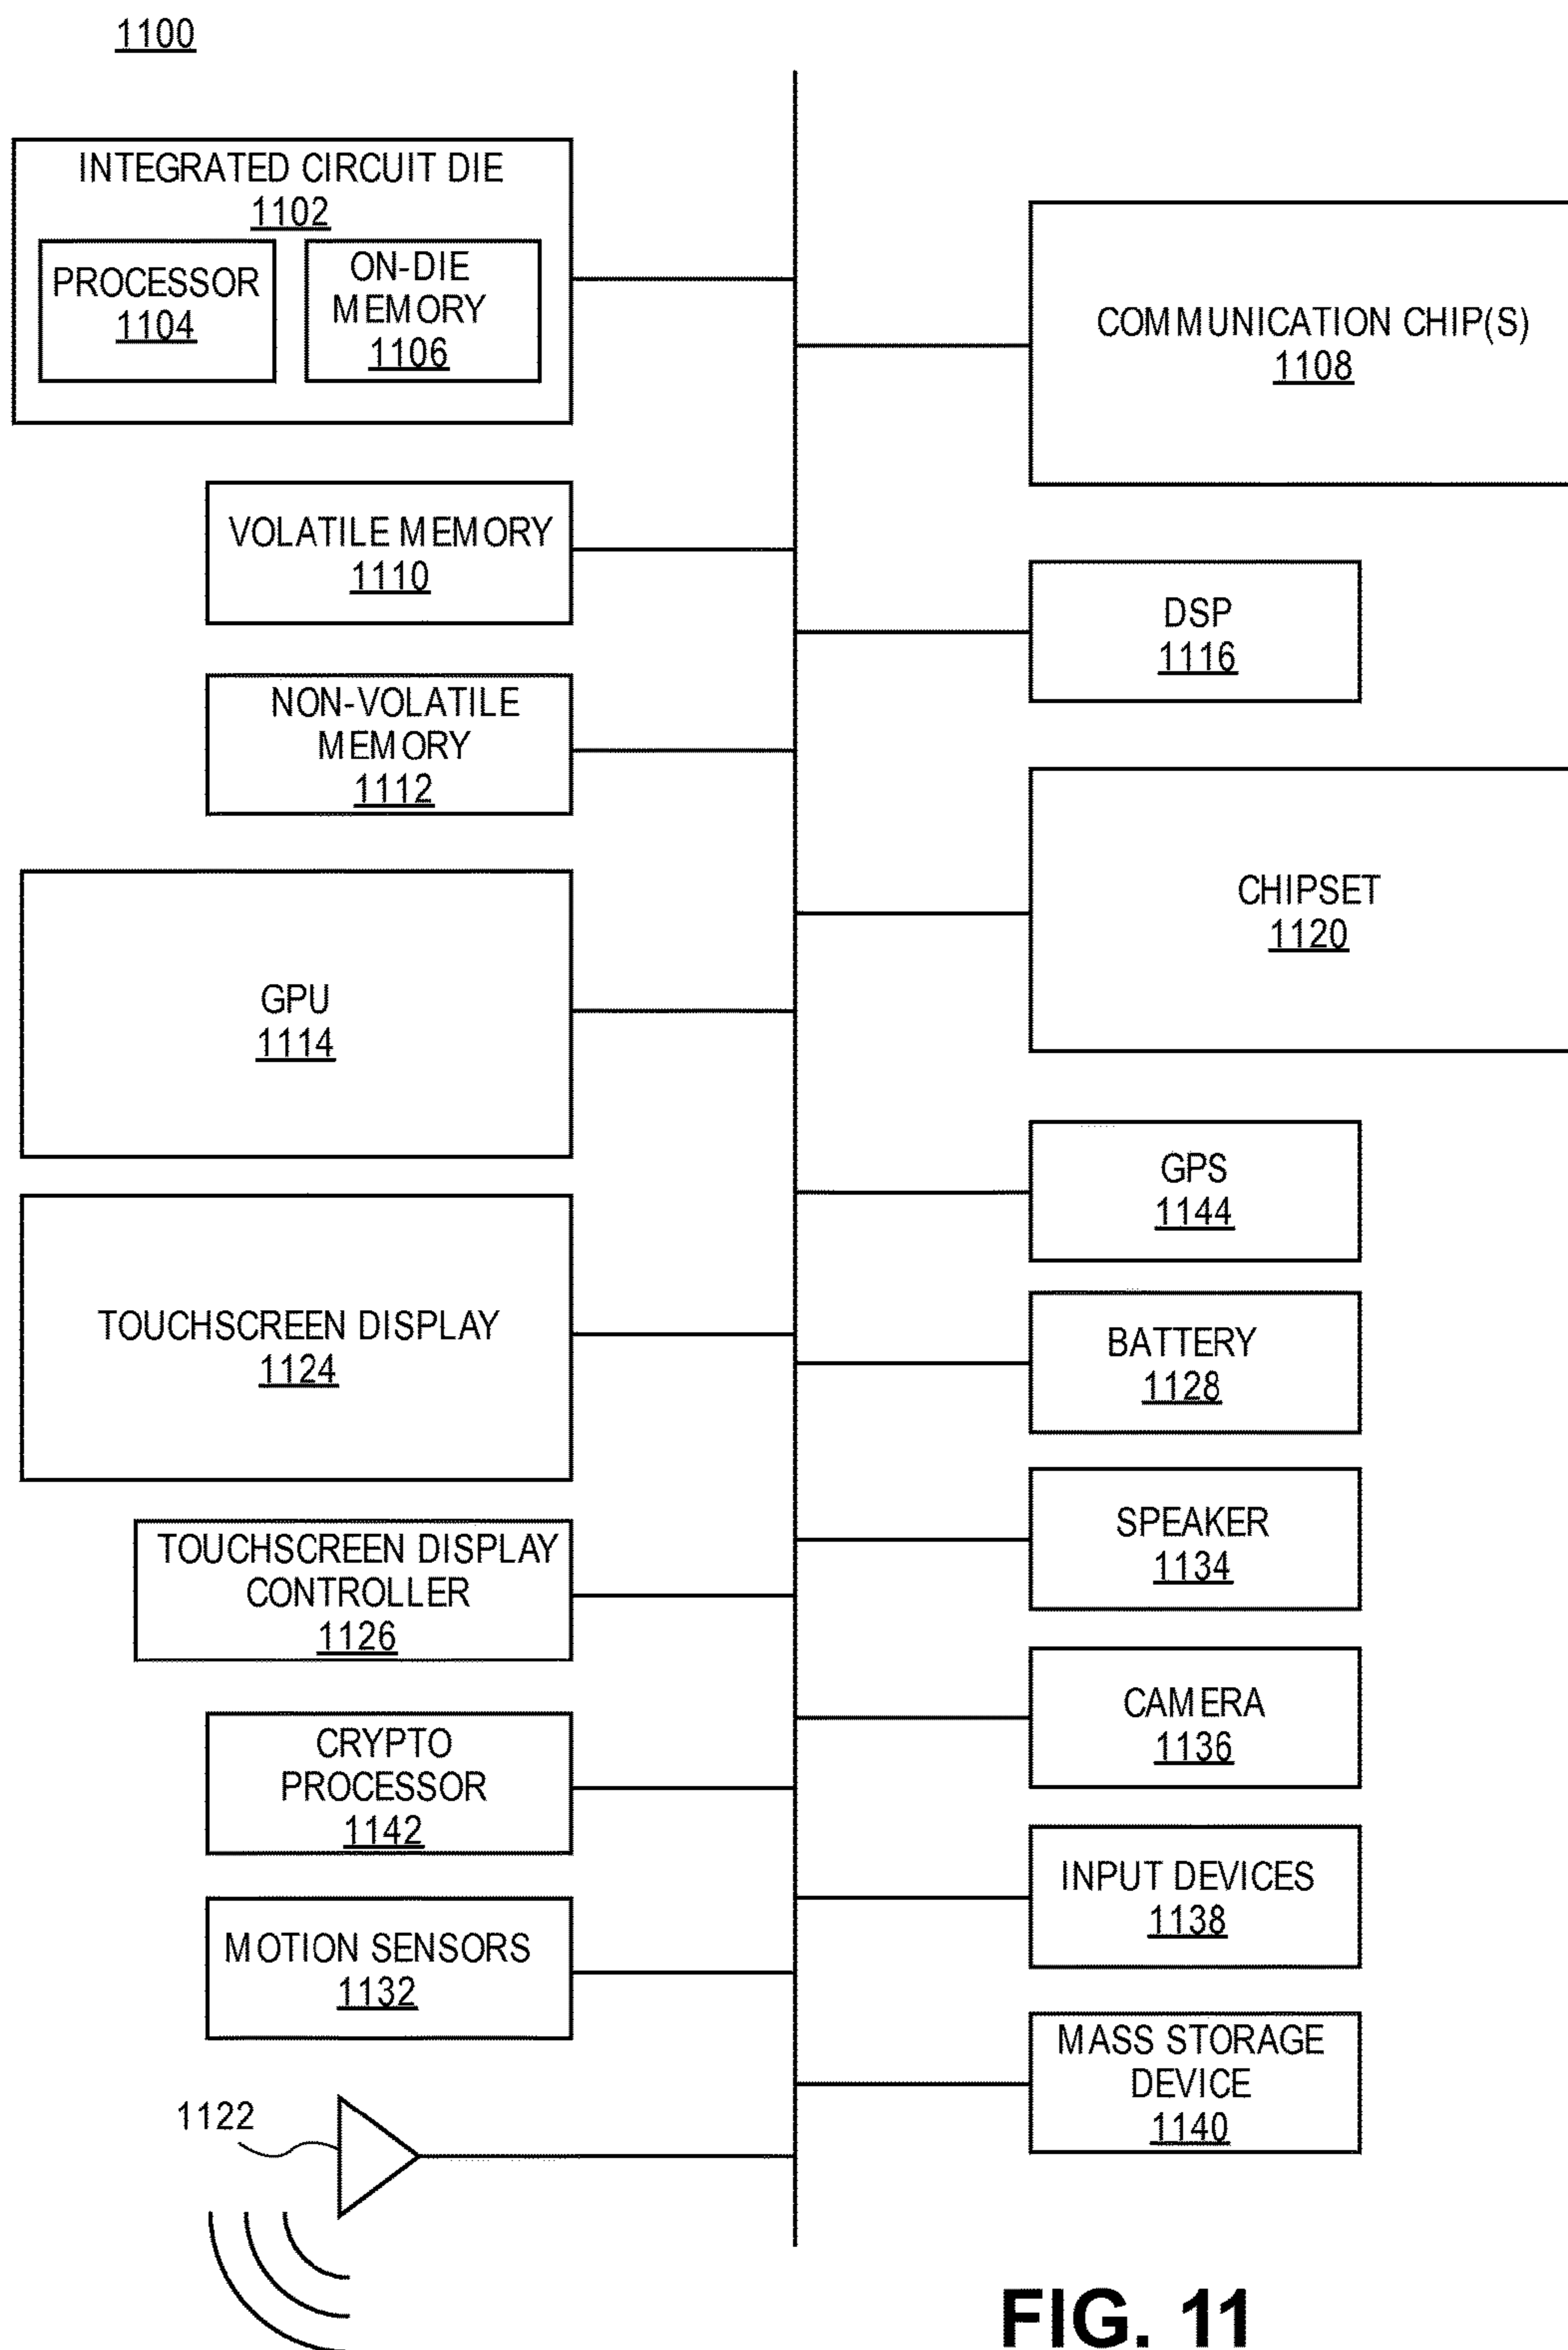 1100
INTEGRATED CIRCUIT DIE
1102
PROCESSOR
1104
ON-DIE
MEMORY
1106
VOLATILE MEMORY
1110
NON-VOLATILE
MEMORY
1112
GPU
1114
TOUCHSCREEN DISPLAY
1124
TOUCHSCREEN DISPLAY
CONTROLLER
1126
CRYPTO
PROCESSOR
1142
MOTION SENSORS
1132
1122
COMMUNICATION CHIP(S)
1108
DSP
1116
CHIPSET
1120
GPS
1144
BATTERY
1128
SPEAKER
1134
CAMERA
1136
INPUT DEVICES
1138
MASS STORAGE
DEVICE
1140
FIG. 11